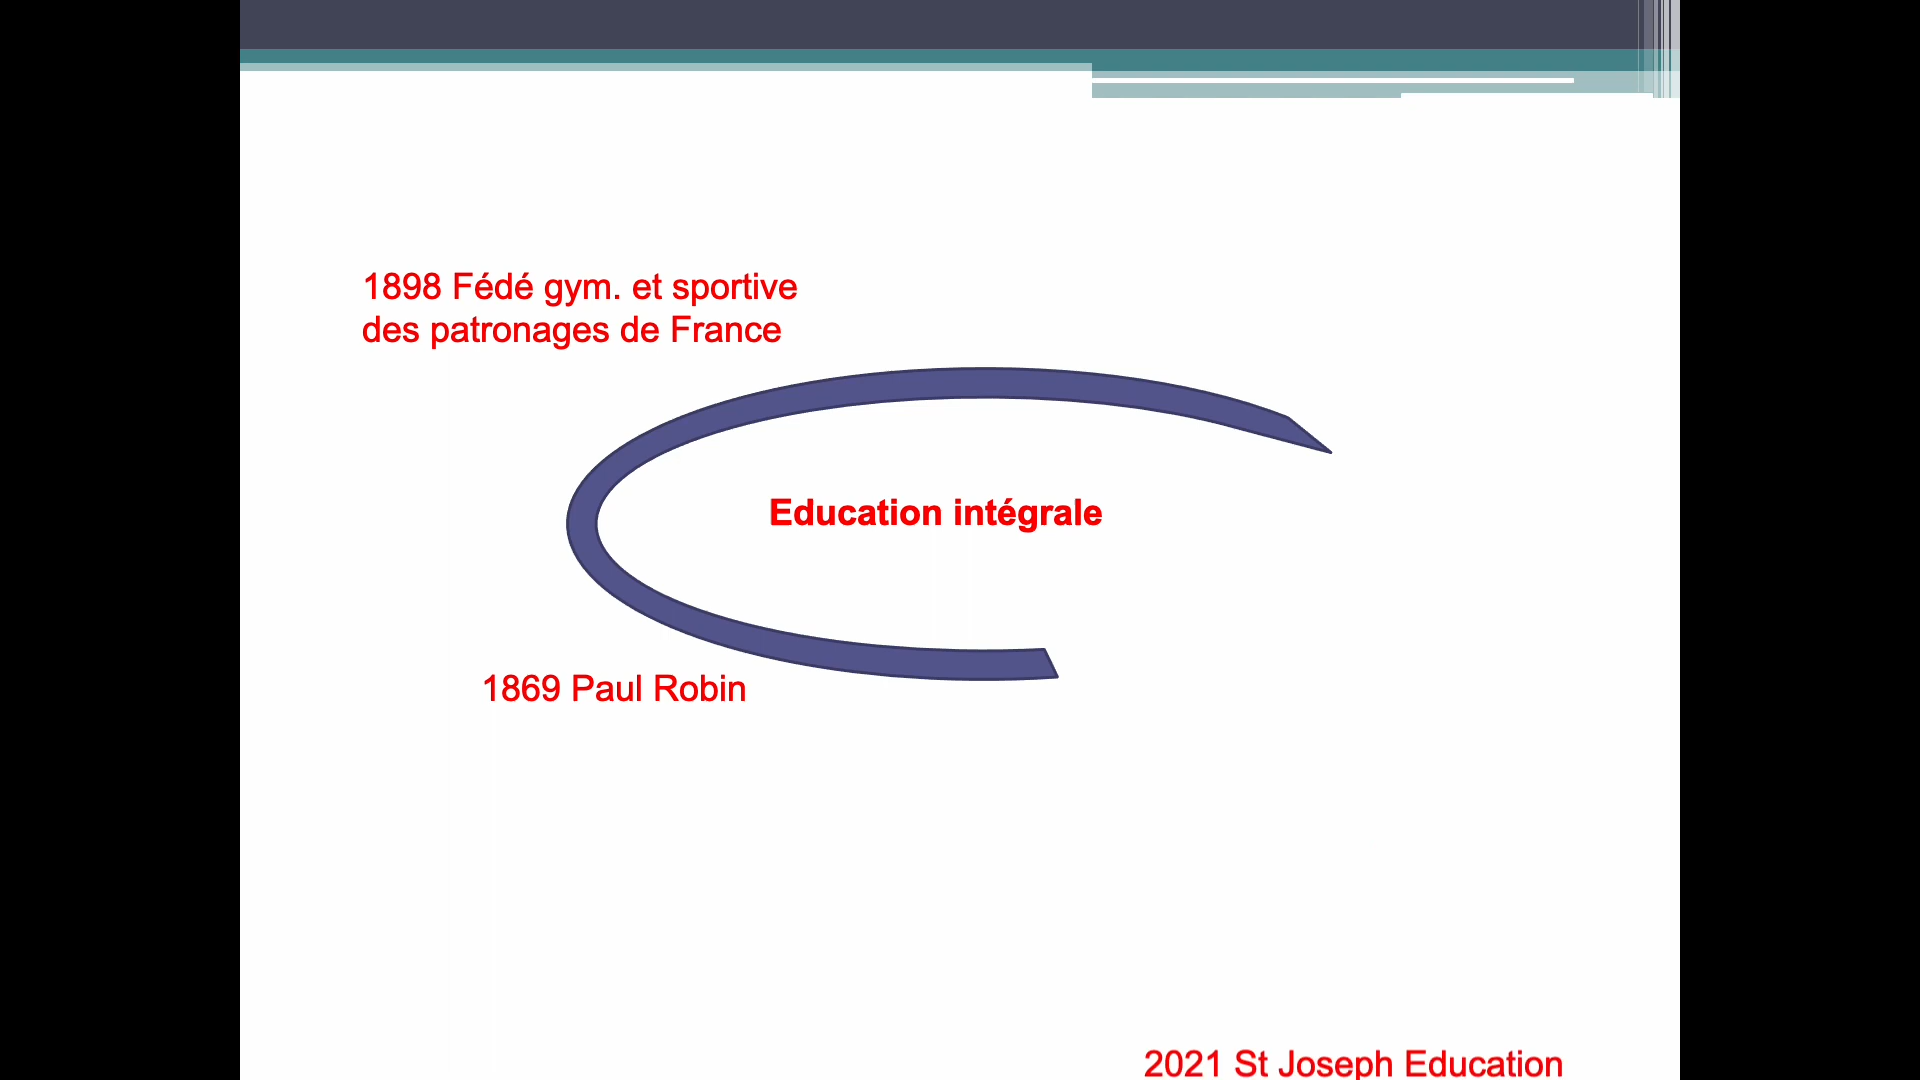 1898 Fédé gym. et sportive
des patronages de France
Education intégrale
1869 Paul Robin
2021 St Joseph Education